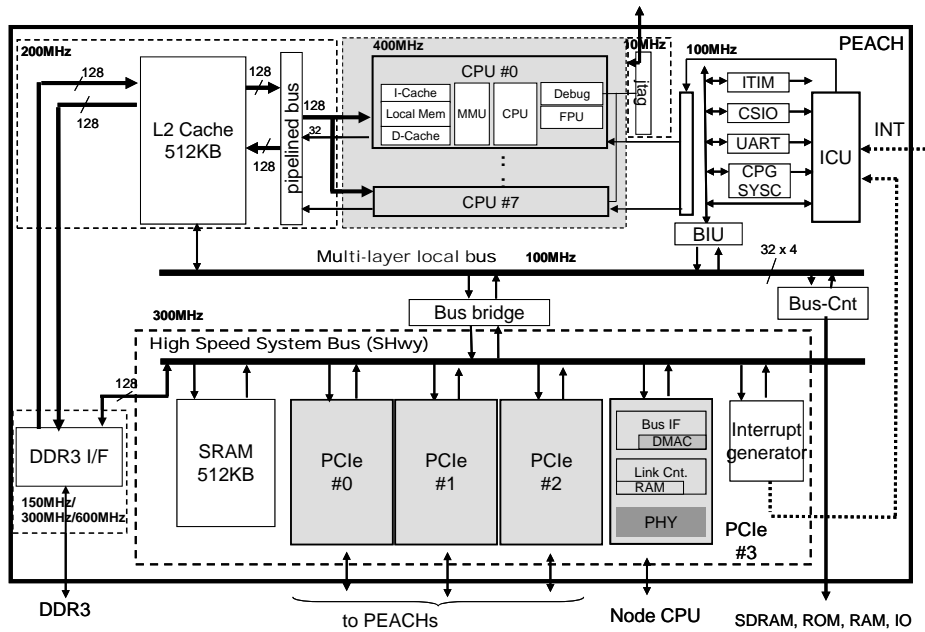 200MHz
400MHz
10MHz
100MHz
PEACH
128
128
L2 Cache
512KB
128
128
pipelined bus
128
32
CPU #0
I-Cache
Local Mem
D-Cache
MMU
CPU
Debug
FPU
jtag
CPU #7
ITIM
CSIO
UART
CPG
SYSC
ICU
INT
BIU
Multi-layer local bus
100MHz
32 x 4
Bus bridge
Bus-Cnt
300MHz
High Speed System Bus (SHwy)
128
DDR3 I/F
150MHz/
300MHz/600MHz
SRAM
512KB
PCIe
#0
PCIe
#1
PCIe
#2
Bus IF
DMAC
Link Cnt.
RAM
PHY
PCIe
#3
Interrupt
generator
DDR3
to PEACHs
Node CPU
SDRAM, ROM, RAM, IO